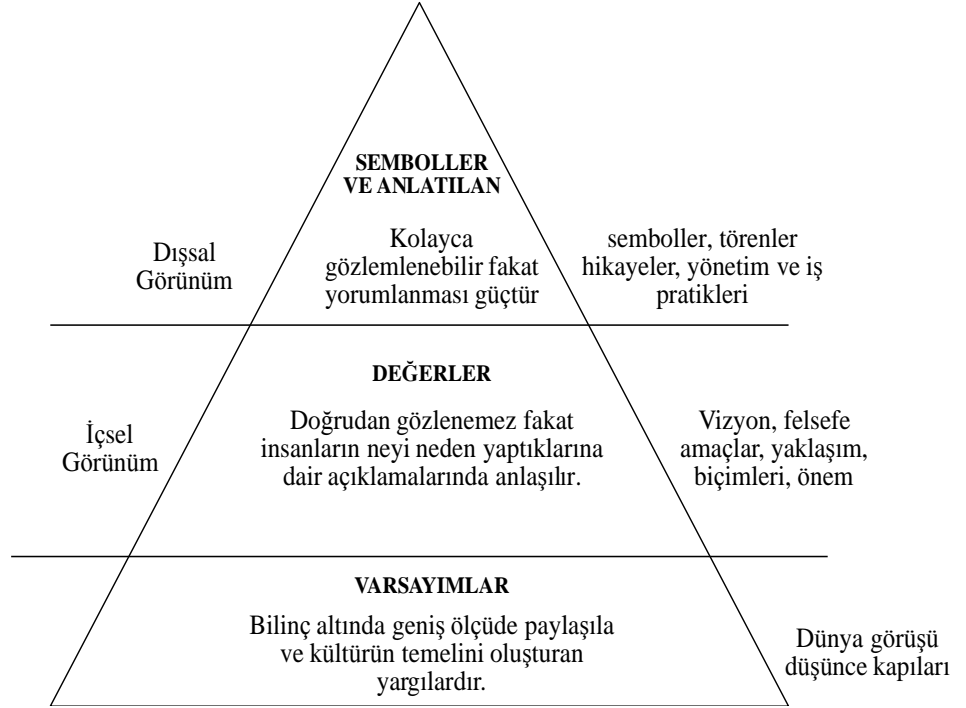 SEMBOLLER
VE ANLATILAN
Dışsal
Görünüm
Kolayca
gözlemlenebilir fakat
yorumlanması güçtür
semboller, törenler
hikayeler, yönetim ve iş
pratikleri
DEĞERLER
İçsel
Görünüm
Doğrudan gözlenemez fakat
insanların neyi neden yaptıklarına
dair açıklamalarında anlaşılır.
Vizyon, felsefe
amaçlar, yaklaşım,
biçimleri, önem
VARSAYIMLAR
Bilinç altında geniş ölçüde paylaşıla
ve kültürün temelini oluşturan
yargılardır.
Dünya görüşü
düşünce kapıları